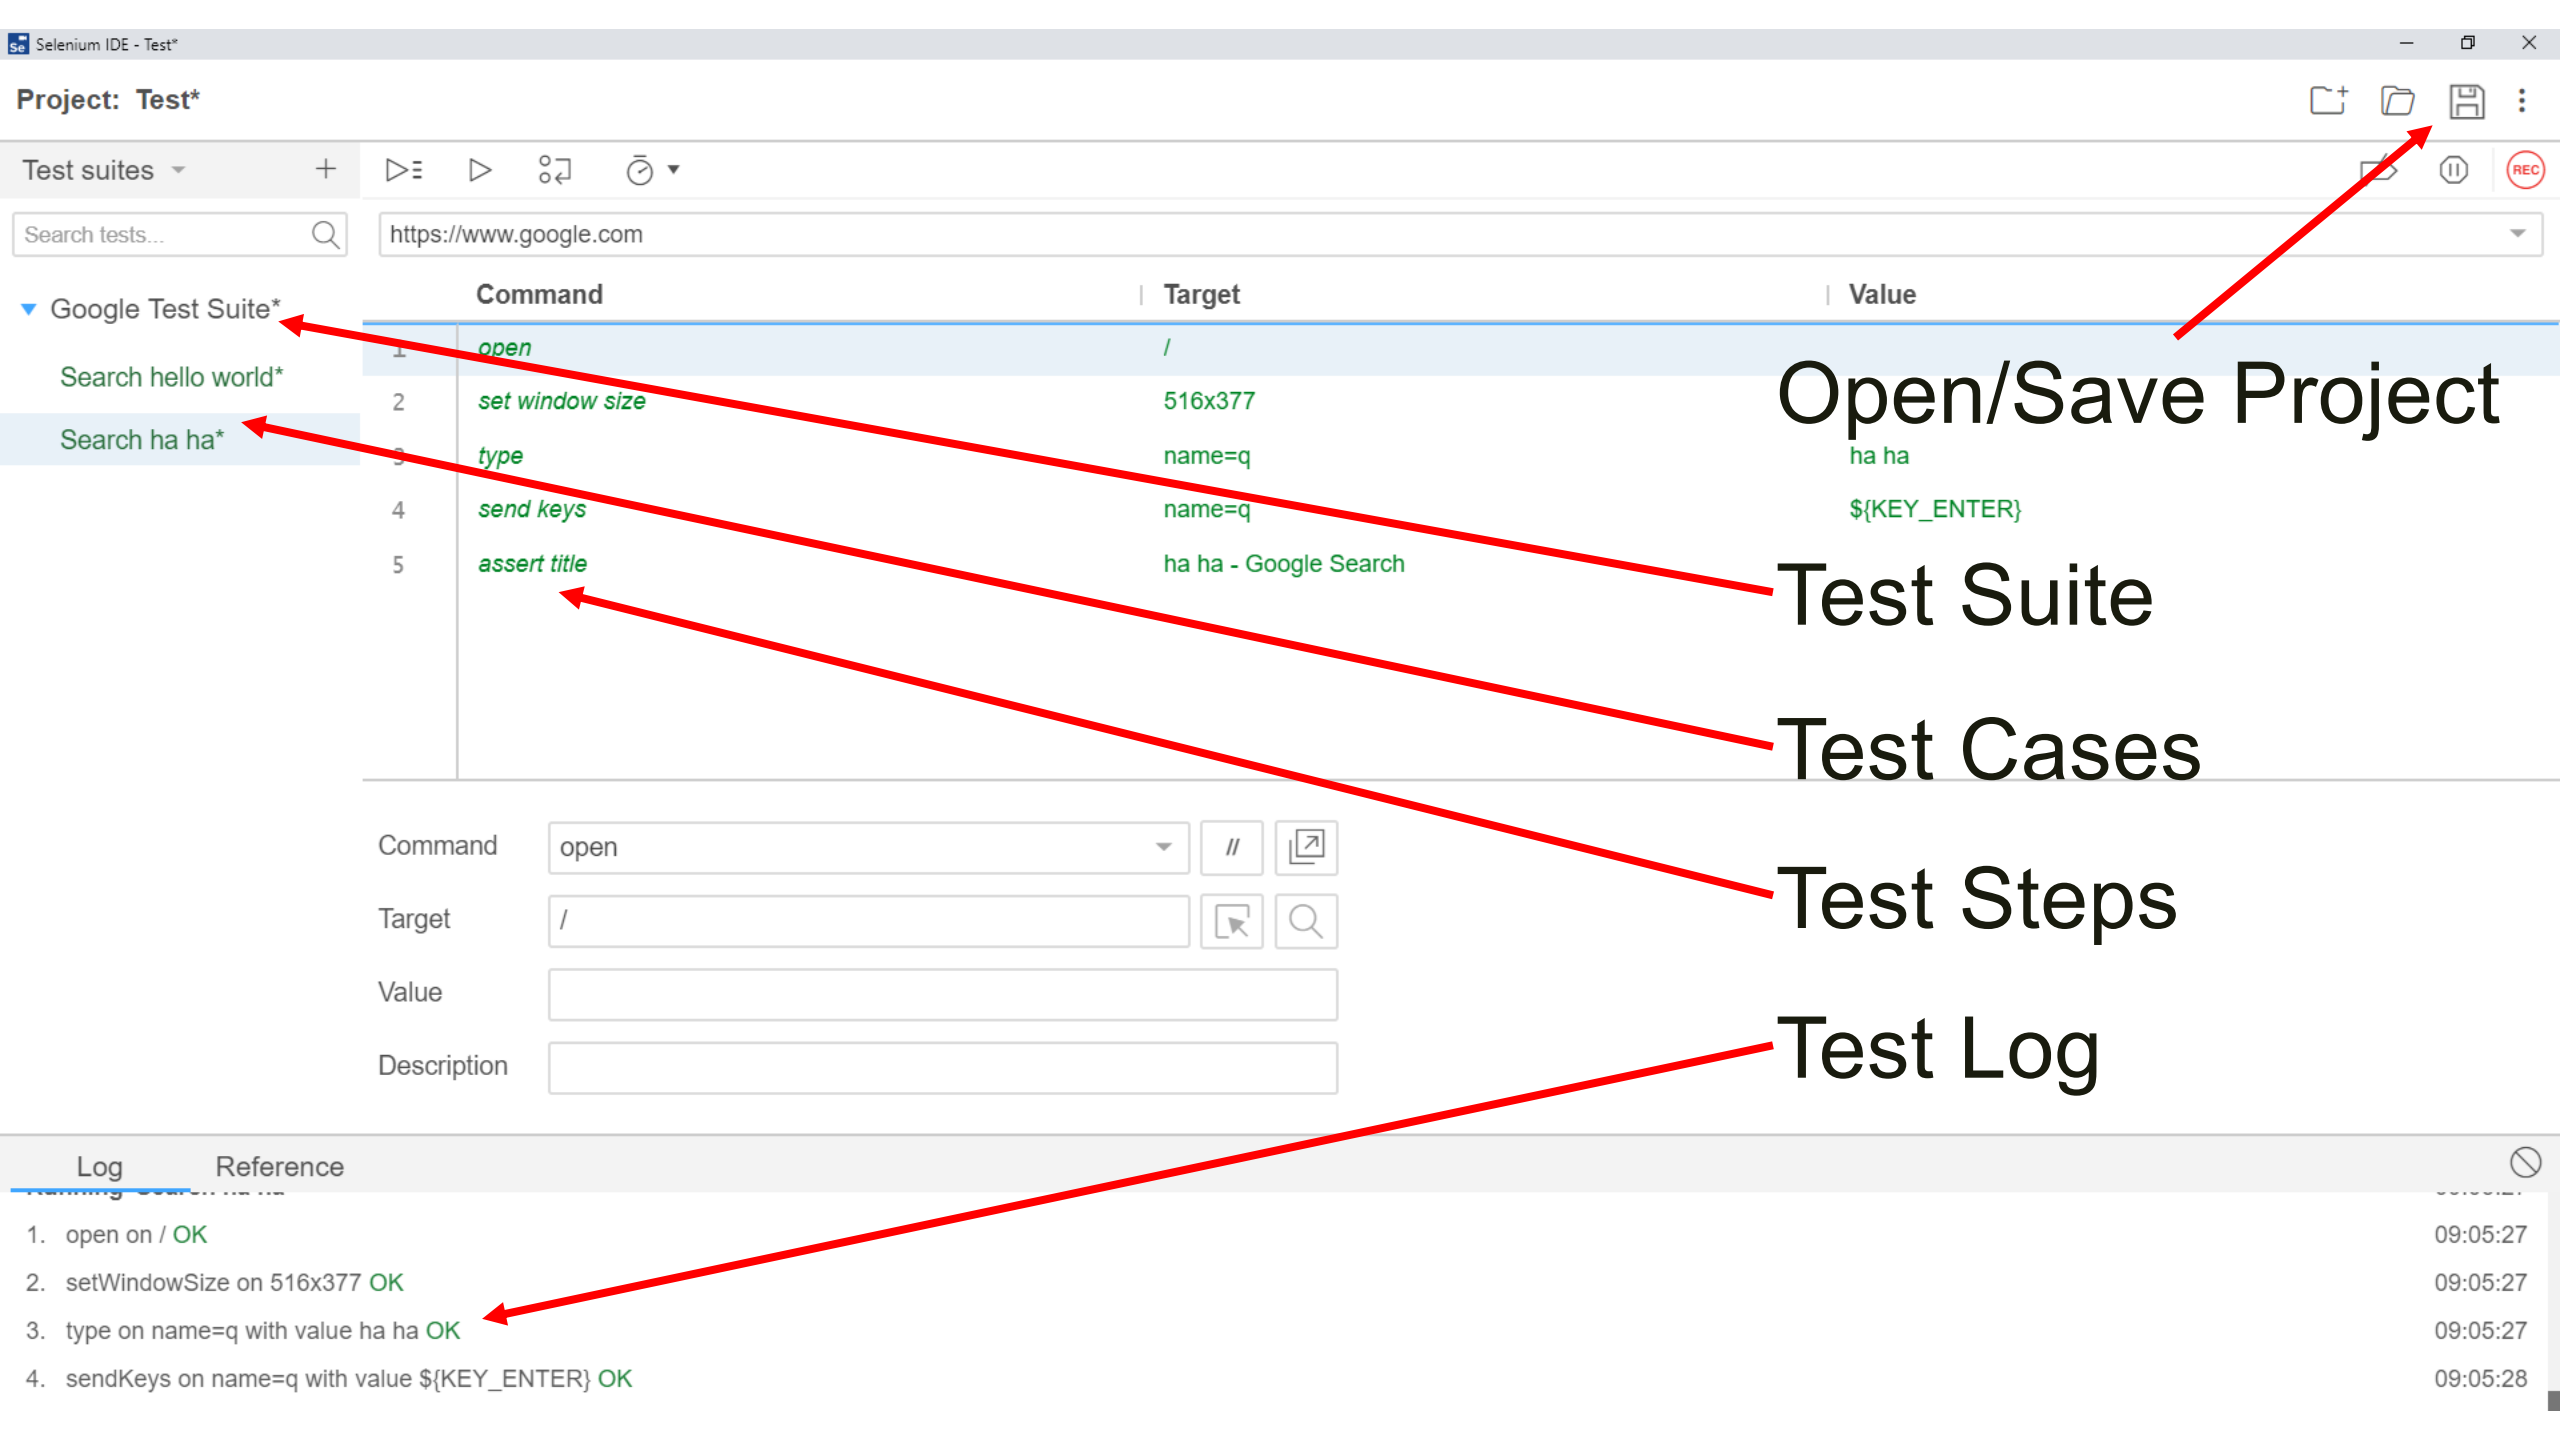 Selenium IDE - Test*
Project: Test*
Test suites
REC
Search tests...
https://www.google.com
Command Target Value
Google Test Suite*
Search hello world*
Search ha ha*
1 open /
2 set window size 516x377
3 type name=q ha ha
4 send keys name=q ${KEY_ENTER}
5 assert title ha ha - Google Search
Open/Save Project
Test Suite
Test Cases
Test Steps
Test Log
Command open //
Target /
Value
Description
Log Reference
1. open on / OK 09:05:27
2. setWindowSize on 516x377 OK 09:05:27
3. type on name=q with value ha ha OK 09:05:27
4. sendKeys on name=q with value ${KEY_ENTER} OK 09:05:28